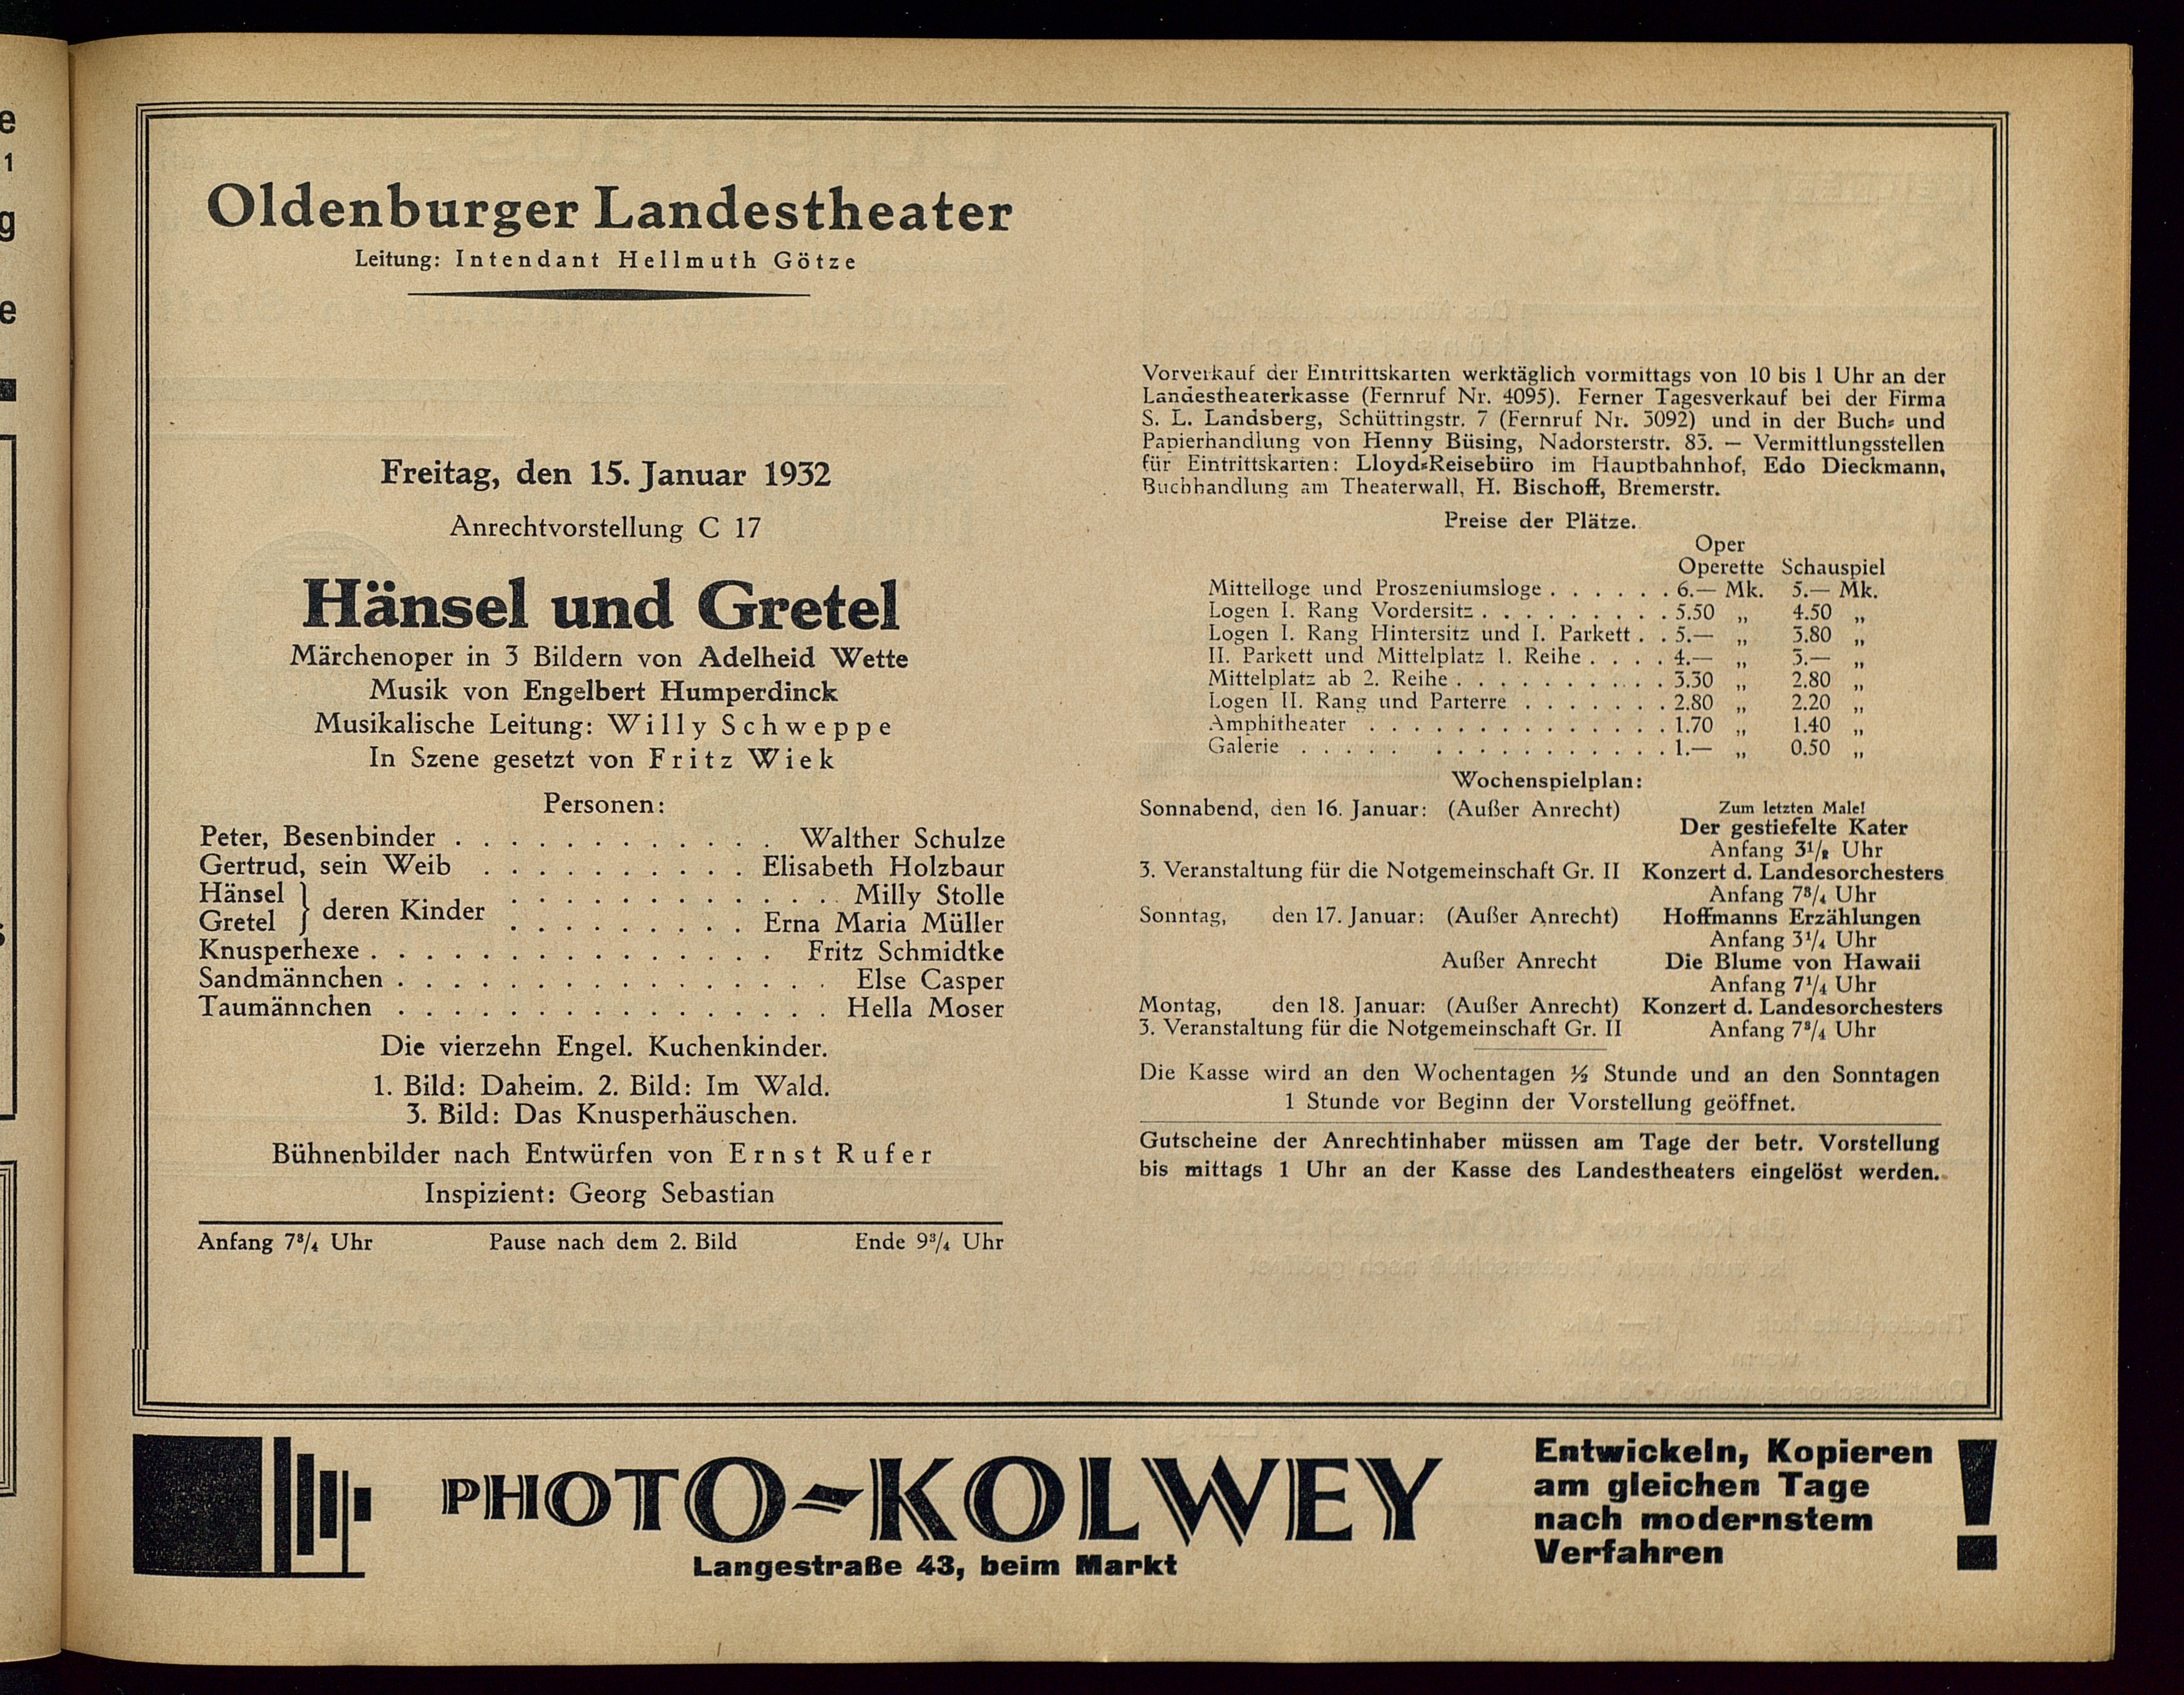 Oldenburger Landestheater
Leitung: Intendant Hellmuth Götze
Freitag, den 15. Januar 1932
Anrechtvorstellung C 17
Hänsel und Gretel
Märchenoper in 3 Bildern von Adelheid Wette
Musik von Engelbert Humperdinck
Musikalische Leitung: Willy Schweppe
In Szene gesetzt von Fritz Wiek
Personen:
Peter, Besenbinder . . . . . . . . . . . . Walther Schulze
Gertrud, sein Weib . . . . . . . . . . Elisabeth Holzbaur
Hänsel } deren Kinder . . . . . . . . . . . . Milly Stolle
Gretel } . . . . . . . . . Erna Maria Müller
Knusperhexe . . . . . . . . . . . . . . . Fritz Schmidtke
Sandmännchen . . . . . . . . . . . . . . . . Else Casper
Taumännchen . . . . . . . . . . . . . . . . Hella Moser
Die vierzehn Engel. Kuchenkinder.
1. Bild: Daheim. 2. Bild: Im Wald.
3. Bild: Das Knusperhäuschen.
Bühnenbilder nach Entwürfen von Ernst Rufer
Inspizient: Georg Sebastian
Anfang 7¾ Uhr Pause nach dem 2. Bild Ende 9¾ Uhr
Vorverkauf der Eintrittskarten werktäglich vormittags von 10 bis 1 Uhr an der
Landestheaterkasse (Fernruf Nr. 4095). Ferner Tagesverkauf bei der Firma
S. L. Landsberg, Schüttingstr. 7 (Fernruf Nr. 3092) und in der Buch- und
Papierhandlung von Henny Büsing, Nadorsterstr. 83. — Vermittlungsstellen
für Eintrittskarten: Lloyd-Reisebüro im Hauptbahnhof, Edo Dieckmann,
Buchhandlung am Theaterwall, H. Bischoff, Bremerstr.
Preise der Plätze.
Oper
Operette Schauspiel
Mittelloge und Proszeniumsloge . . . . . . 6.— Mk. 5.— Mk.
Logen I. Rang Vordersitz . . . . . . . . . 5.50 „ 4.50 „
Logen I. Rang Hintersitz und I. Parkett . . 5.— „ 3.80 „
II. Parkett und Mittelplatz 1. Reihe . . . . 4.— „ 3.— „
Mittelplatz ab 2. Reihe . . . . . . . . . . 3.30 „ 2.80 „
Logen II. Rang und Parterre . . . . . . . 2.80 „ 2.20 „
Amphitheater . . . . . . . . . . . . . . 1.70 „ 1.40 „
Galerie . . . . . . . . . . . . . . . . 1.— „ 0.50 „
Wochenspielplan:
Sonnabend, den 16. Januar: (Außer Anrecht) Zum letzten Male!
Der gestiefelte Kater
Anfang 3½ Uhr
3. Veranstaltung für die Notgemeinschaft Gr. II Konzert d. Landesorchesters
Anfang 7¾ Uhr
Sonntag, den 17. Januar: (Außer Anrecht) Hoffmanns Erzählungen
Anfang 3¼ Uhr
Außer Anrecht Die Blume von Hawaii
Anfang 7¼ Uhr
Montag, den 18. Januar: (Außer Anrecht) Konzert d. Landesorchesters
3. Veranstaltung für die Notgemeinschaft Gr. II Anfang 7¾ Uhr
Die Kasse wird an den Wochentagen ½ Stunde und an den Sonntagen
1 Stunde vor Beginn der Vorstellung geöffnet.
Gutscheine der Anrechtinhaber müssen am Tage der betr. Vorstellung
bis mittags 1 Uhr an der Kasse des Landestheaters eingelöst werden.
PHOTO-KOLWEY
Langestraße 43, beim Markt
Entwickeln, Kopieren
am gleichen Tage
nach modernstem
Verfahren !